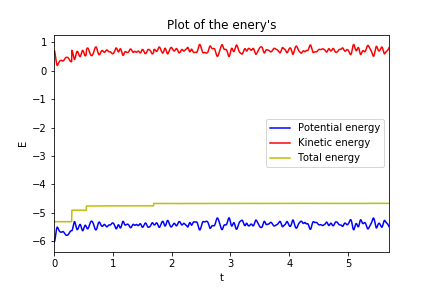 Plot of the enery's
1
0
−1
−2
−3
−4
−5
−6
E
Potential energy
Kinetic energy
Total energy
0 1 2 3 4 5
t